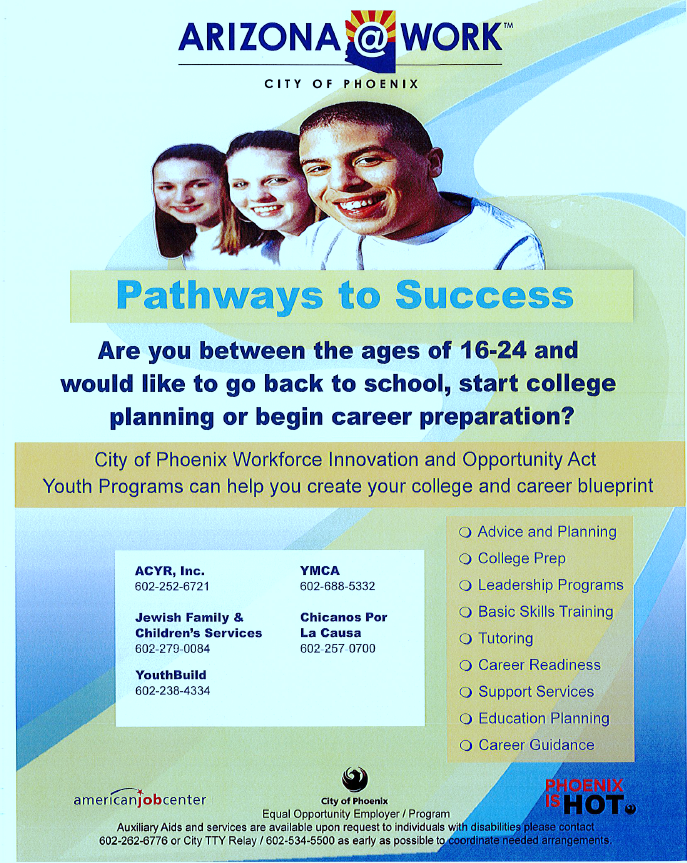 ARIZONA @ WORK™
CITY OF PHOENIX
Pathways to Success
Are you between the ages of 16-24 and
would like to go back to school, start college
planning or begin career preparation?
City of Phoenix Workforce Innovation and Opportunity Act
Youth Programs can help you create your college and career blueprint
ACYR, Inc.
602-252-6721
Jewish Family &
Children's Services
602-279-0084
YouthBuild
602-238-4334
YMCA
602-688-5332
Chicanos Por
La Causa
602-257-0700
Advice and Planning
College Prep
Leadership Programs
Basic Skills Training
Tutoring
Career Readiness
Support Services
Education Planning
Career Guidance
americanjobcenter
City of Phoenix
PHOENIX
IS HOT
Equal Opportunity Employer / Program
Auxiliary Aids and services are available upon request to individuals with disabilities please contact
602-262-6776 or City TTY Relay / 602-534-5500 as early as possible to coordinate needed arrangements.